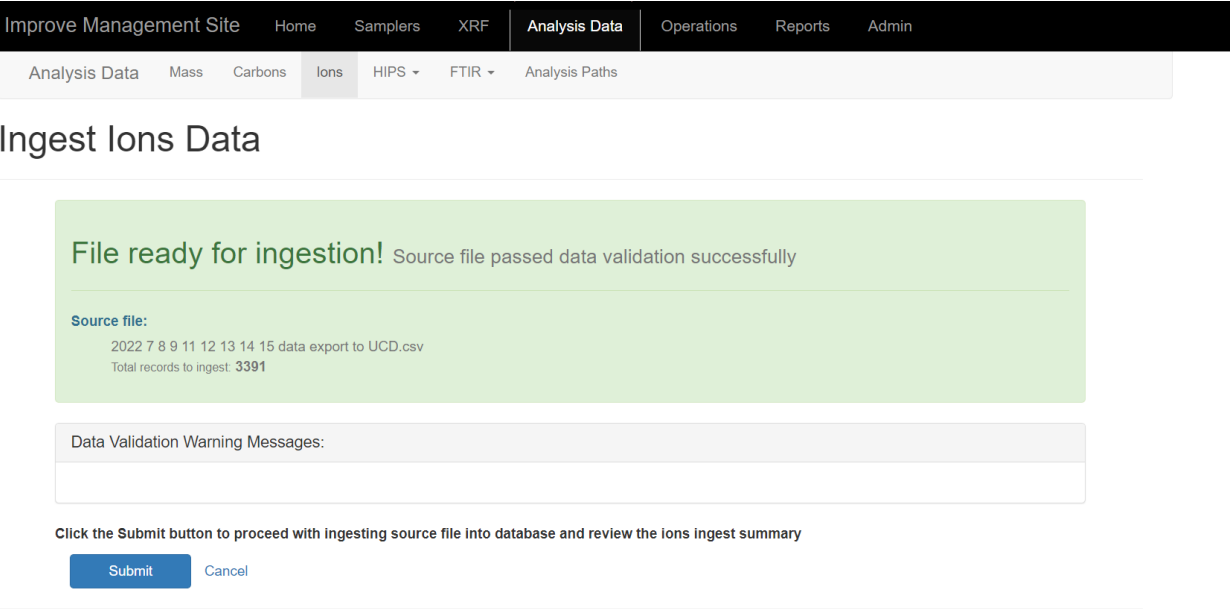 Improve Management Site Home Samplers XRF Analysis Data Operations Reports Admin
Analysis Data Mass Carbons Ions HIPS FTIR Analysis Paths
Ingest Ions Data
File ready for ingestion! Source file passed data validation successfully
Source file:
2022 7 8 9 11 12 13 14 15 data export to UCD.csv
Total records to ingest: 3391
Data Validation Warning Messages:
Click the Submit button to proceed with ingesting source file into database and review the ions ingest summary
Submit Cancel